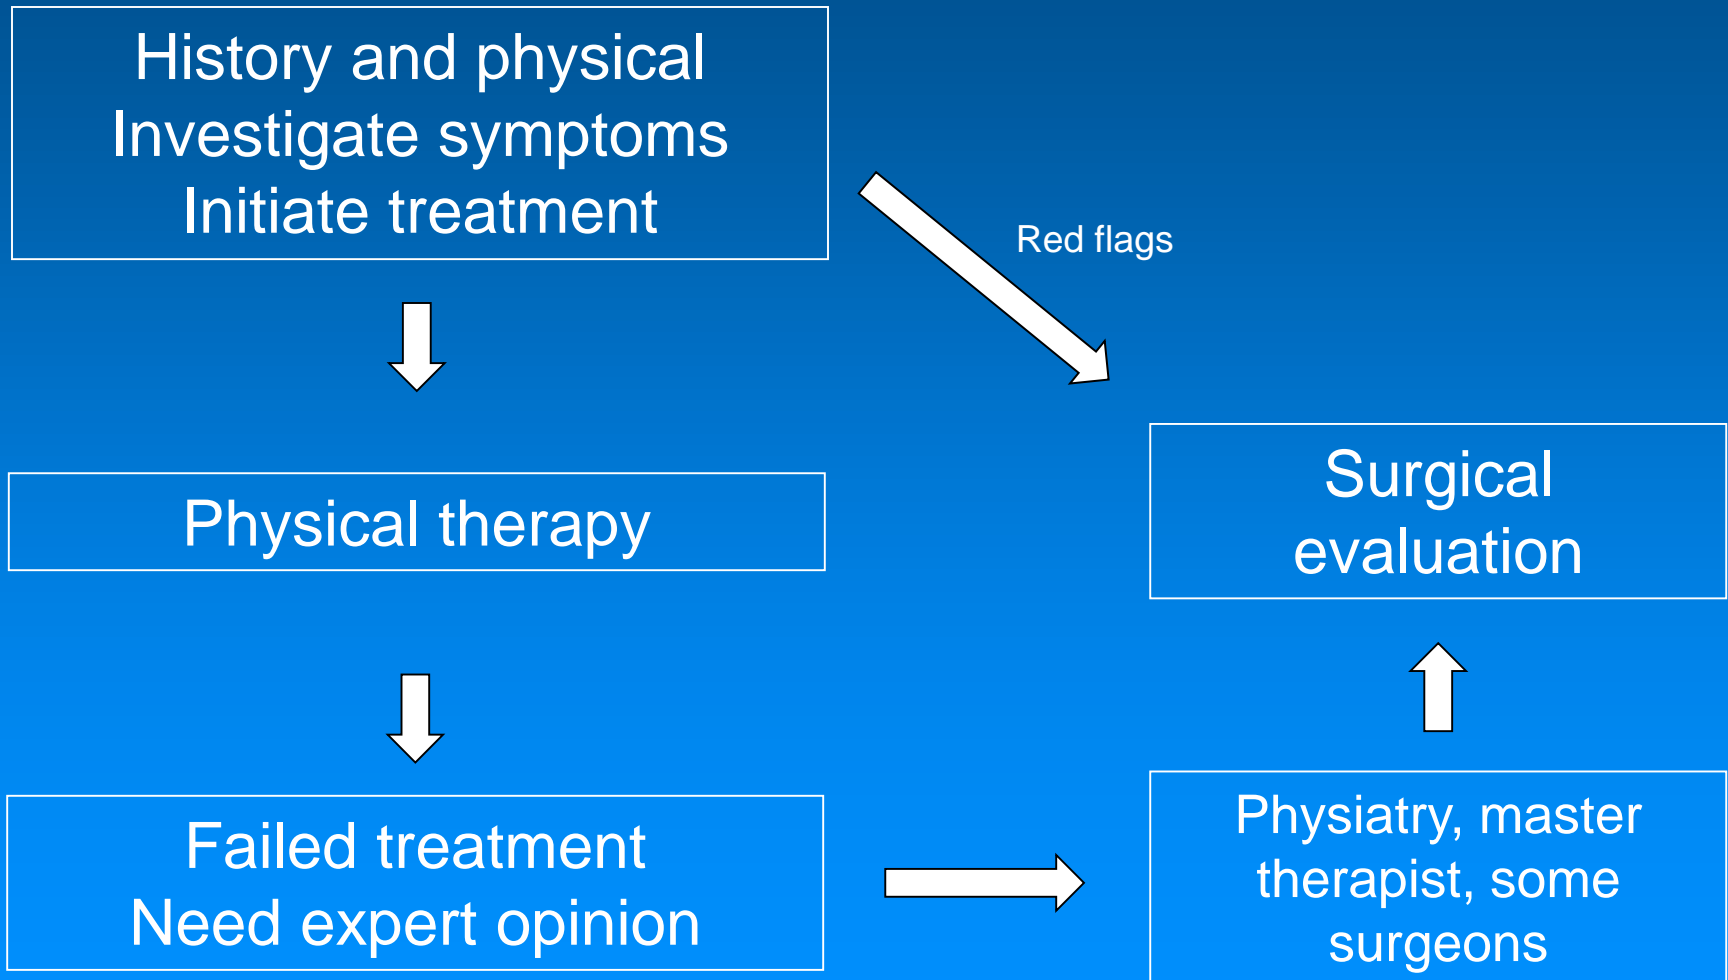 History and physical
Investigate symptoms
Initiate treatment
Red flags
Physical therapy
Surgical
evaluation
Failed treatment
Need expert opinion
Physiatry, master
therapist, some
surgeons